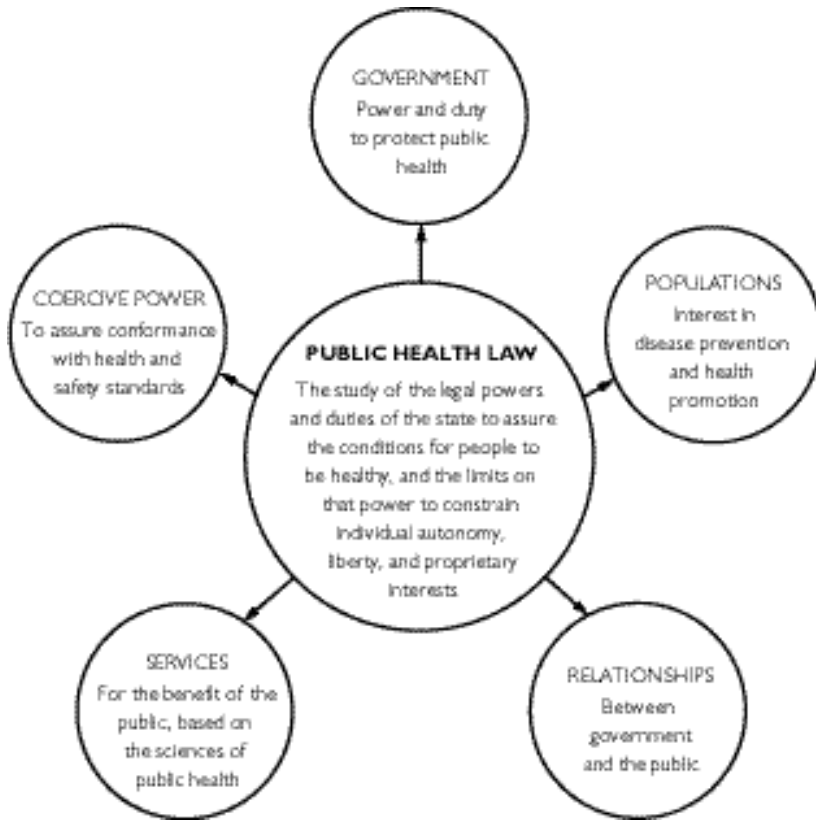 GOVERNMENT
Power and duty
to protect public
health
COERCIVE POWER
To assure conformance
with health and
safety standards
POPULATIONS
Interest in
disease prevention
and health
promotion
PUBLIC HEALTH LAW
The study of the legal powers
and duties of the state to assure
the conditions for people to
be healthy, and the limits on
that power to constrain
individual autonomy,
liberty, and proprietary
interests
SERVICES
For the benefit of the
public, based on
the sciences of
public health
RELATIONSHIPS
Between
government
and the public